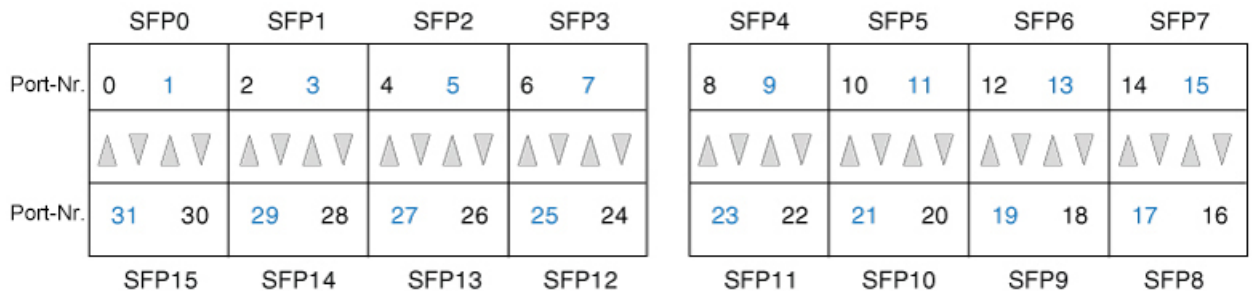 SFP0 SFP1 SFP2 SFP3 SFP4 SFP5 SFP6 SFP7
Port-Nr. 0 1 2 3 4 5 6 7 8 9 10 11 12 13 14 15
Port-Nr. 31 30 29 28 27 26 25 24 23 22 21 20 19 18 17 16
SFP15 SFP14 SFP13 SFP12 SFP11 SFP10 SFP9 SFP8